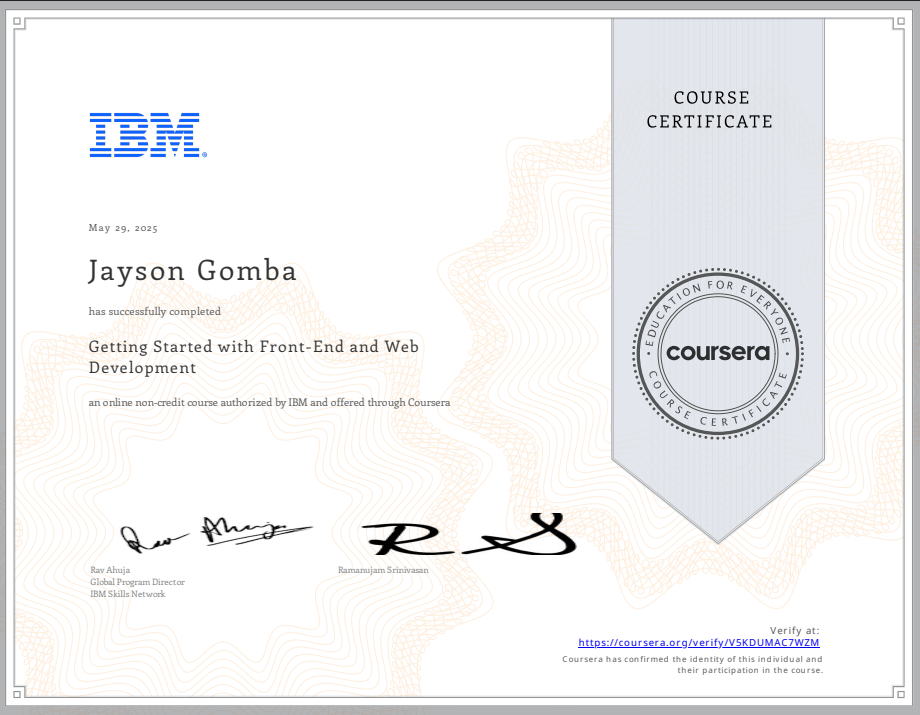 COURSE
CERTIFICATE
IBM®
May 29, 2025
Jayson Gomba
has successfully completed
Getting Started with Front-End and Web
Development
an online non-credit course authorized by IBM and offered through Coursera
EDUCATION FOR EVERYONE
coursera
COURSE CERTIFICATE
Rav Ahuja
Rav Ahuja
Global Program Director
IBM Skills Network
R S
Ramanujam Srinivasan
Verify at:
https://coursera.org/verify/V5KDUMAC7WZM
Coursera has confirmed the identity of this individual and
their participation in the course.